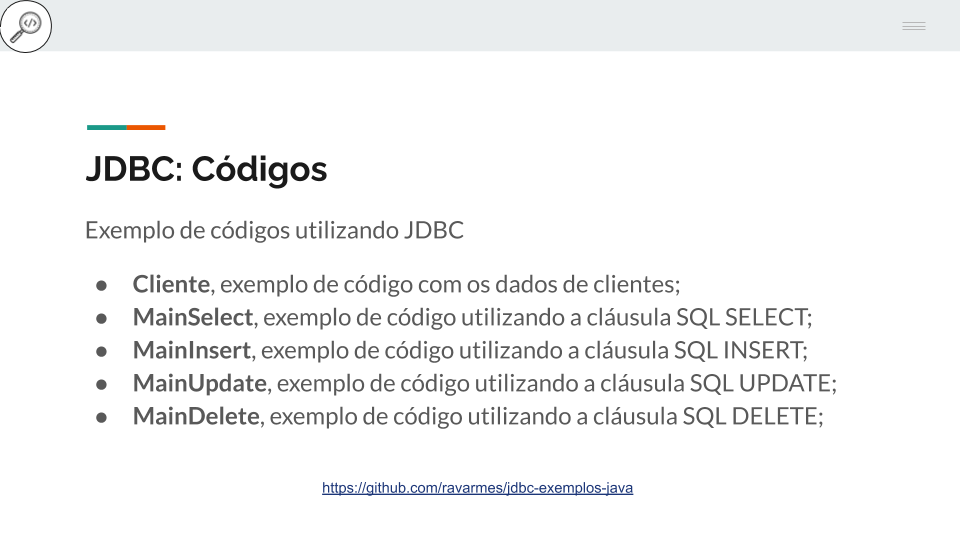 JDBC: Códigos
Exemplo de códigos utilizando JDBC
● Cliente, exemplo de código com os dados de clientes;
● MainSelect, exemplo de código utilizando a cláusula SQL SELECT;
● MainInsert, exemplo de código utilizando a cláusula SQL INSERT;
● MainUpdate, exemplo de código utilizando a cláusula SQL UPDATE;
● MainDelete, exemplo de código utilizando a cláusula SQL DELETE;
https://github.com/ravarmes/jdbc-exemplos-java